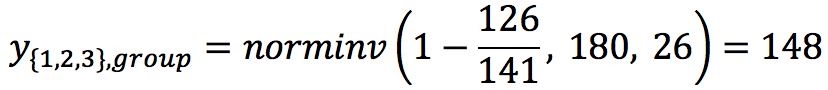 y_{{1,2,3},group} = norminv(1 − 126/141, 180, 26) = 148